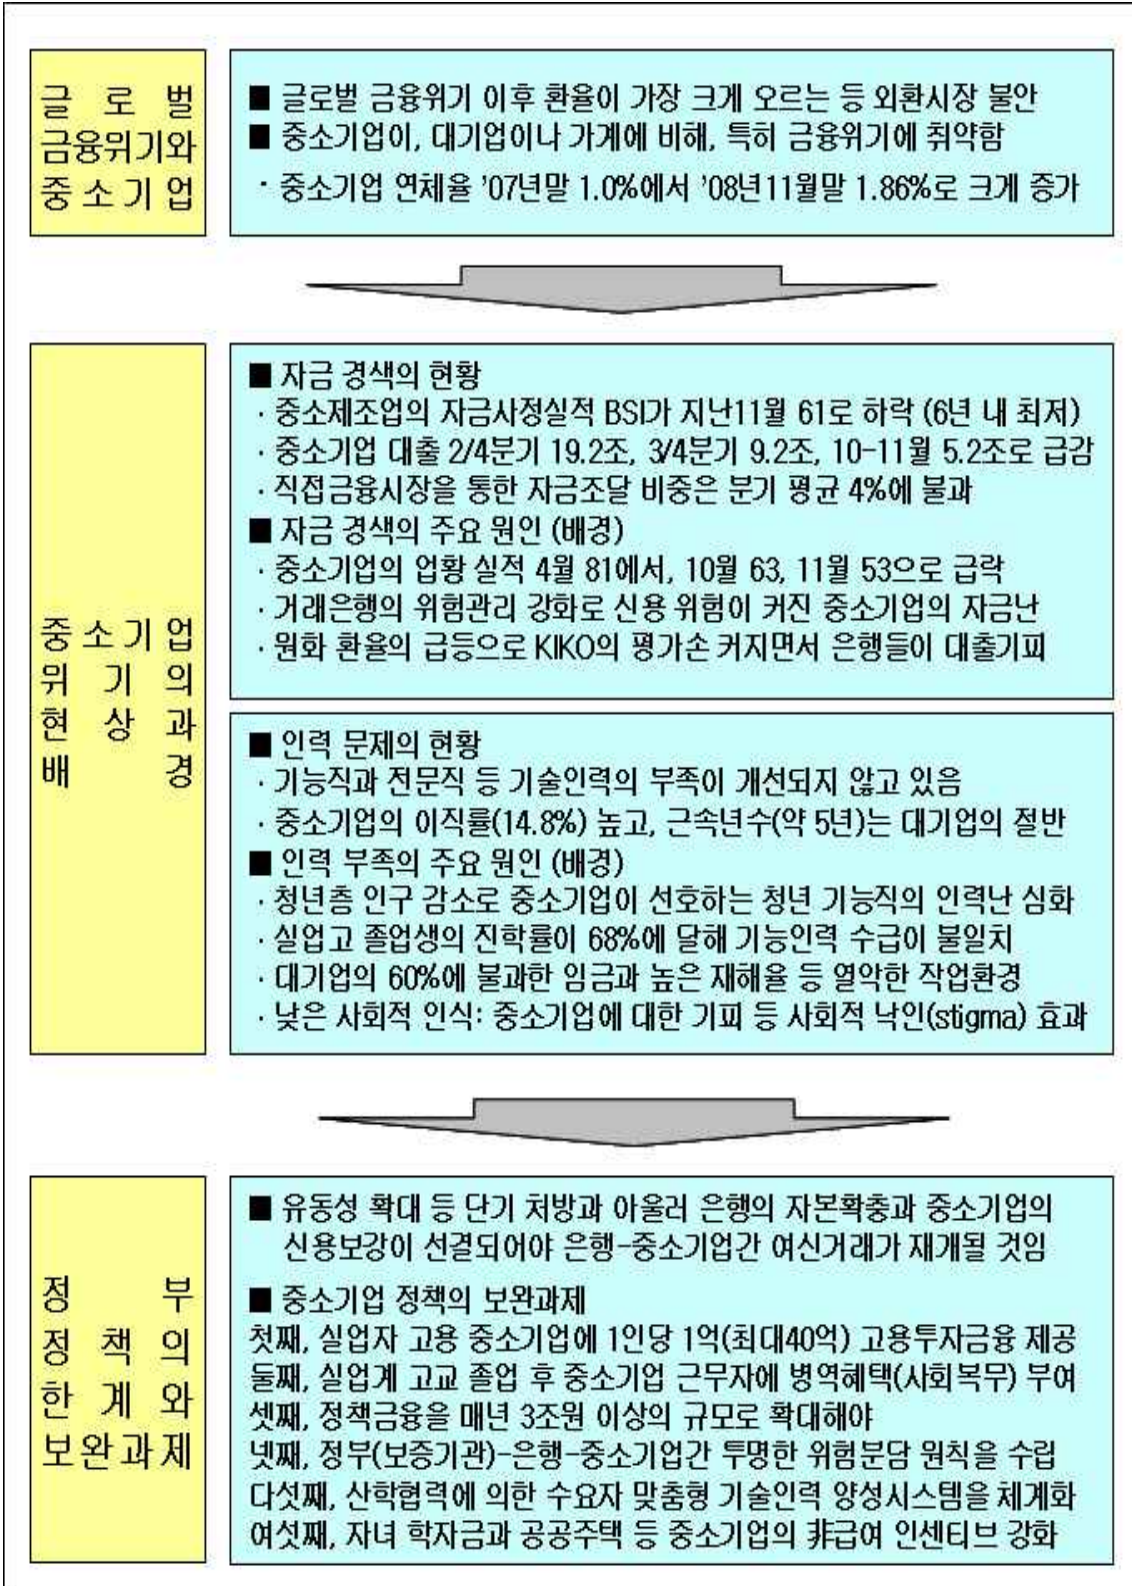 글 로 벌
금융위기와
중 소 기 업
■ 글로벌 금융위기 이후 환율이 가장 크게 오르는 등 외환시장 불안
■ 중소기업이, 대기업이나 가계에 비해, 특히 금융위기에 취약함
· 중소기업 연체율 '07년말 1.0%에서 '08년11월말 1.86%로 크게 증가
중 소 기 업
위 기 의
현 상 과
배 경
■ 자금 경색의 현황
· 중소제조업의 자금사정실적 BSI가 지난11월 61로 하락 (6년 내 최저)
· 중소기업 대출 2/4분기 19.2조, 3/4분기 9.2조, 10-11월 5.2조로 급감
· 직접금융시장을 통한 자금조달 비중은 분기 평균 4%에 불과
■ 자금 경색의 주요 원인 (배경)
· 중소기업의 업황 실적 4월 81에서, 10월 63, 11월 53으로 급락
· 거래은행의 위험관리 강화로 신용 위험이 커진 중소기업의 자금난
· 원화 환율의 급등으로 KIKO의 평가손 커지면서 은행들이 대출기피
■ 인력 문제의 현황
· 기능직과 전문직 등 기술인력의 부족이 개선되지 않고 있음
· 중소기업의 이직률(14.8%) 높고, 근속년수(약 5년)는 대기업의 절반
■ 인력 부족의 주요 원인 (배경)
· 청년층 인구 감소로 중소기업이 선호하는 청년 기능직의 인력난 심화
· 실업고 졸업생의 진학률이 68%에 달해 기능인력 수급이 불일치
· 대기업의 60%에 불과한 임금과 높은 재해율 등 열악한 작업환경
· 낮은 사회적 인식: 중소기업에 대한 기피 등 사회적 낙인(stigma) 효과
정 부
정 책 의
한 계 와
보완과제
■ 유동성 확대 등 단기 처방과 아울러 은행의 자본확충과 중소기업의
신용보강이 선결되어야 은행-중소기업간 여신거래가 재개될 것임
■ 중소기업 정책의 보완과제
첫째, 실업자 고용 중소기업에 1인당 1억(최대40억) 고용투자금융 제공
둘째, 실업계 고교 졸업 후 중소기업 근무자에 병역혜택(사회복무) 부여
셋째, 정책금융을 매년 3조원 이상의 규모로 확대해야
넷째, 정부(보증기관)-은행-중소기업간 투명한 위험분담 원칙을 수립
다섯째, 산학협력에 의한 수요자 맞춤형 기술인력 양성시스템을 체계화
여섯째, 자녀 학자금과 공공주택 등 중소기업의 非급여 인센티브 강화